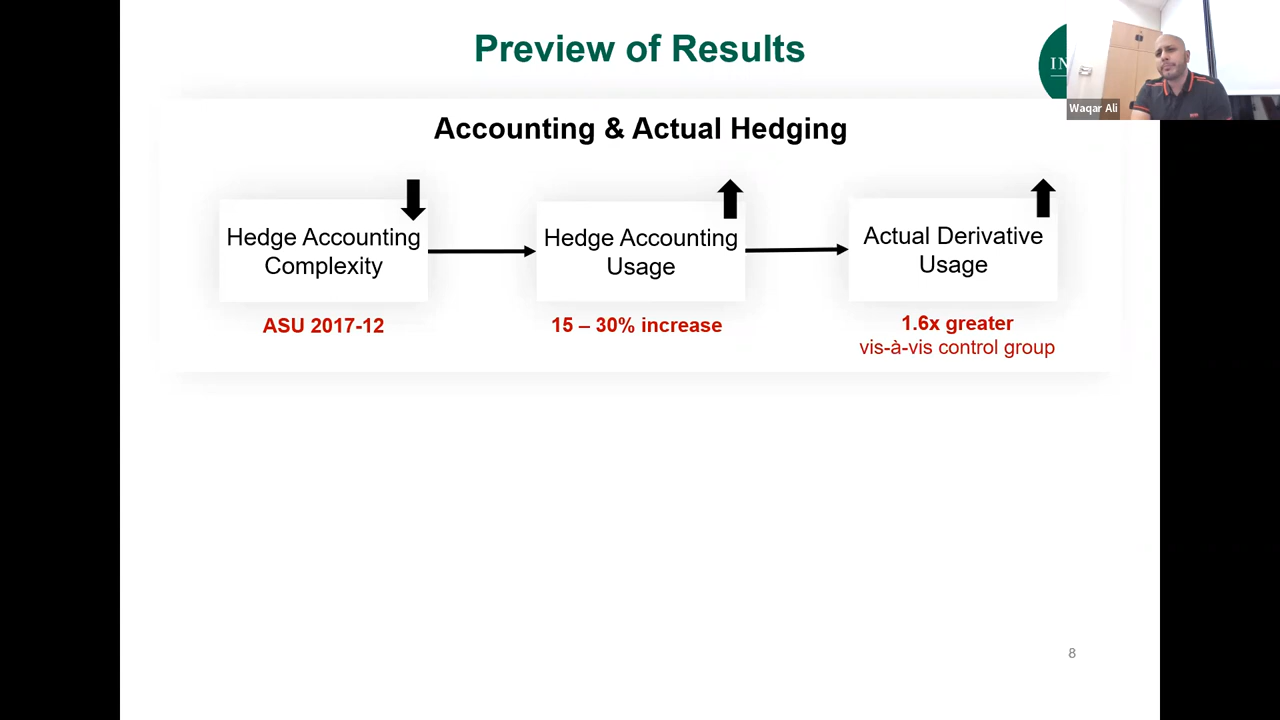 Preview of Results
IN
Waqar Ali
Accounting & Actual Hedging
Hedge Accounting
Complexity
ASU 2017-12
Hedge Accounting
Usage
15 – 30% increase
Actual Derivative
Usage
1.6x greater
vis-à-vis control group
8